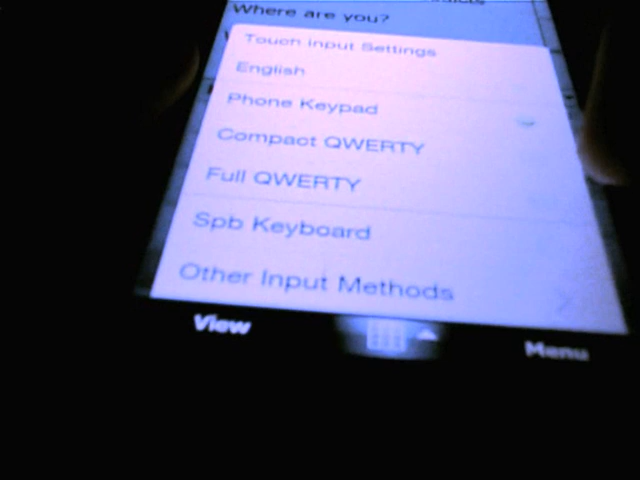 Where are you?
Touch Input Settings
English
Phone Keypad
Compact QWERTY
Full QWERTY
Spb Keyboard
Other Input Methods
View
Menu